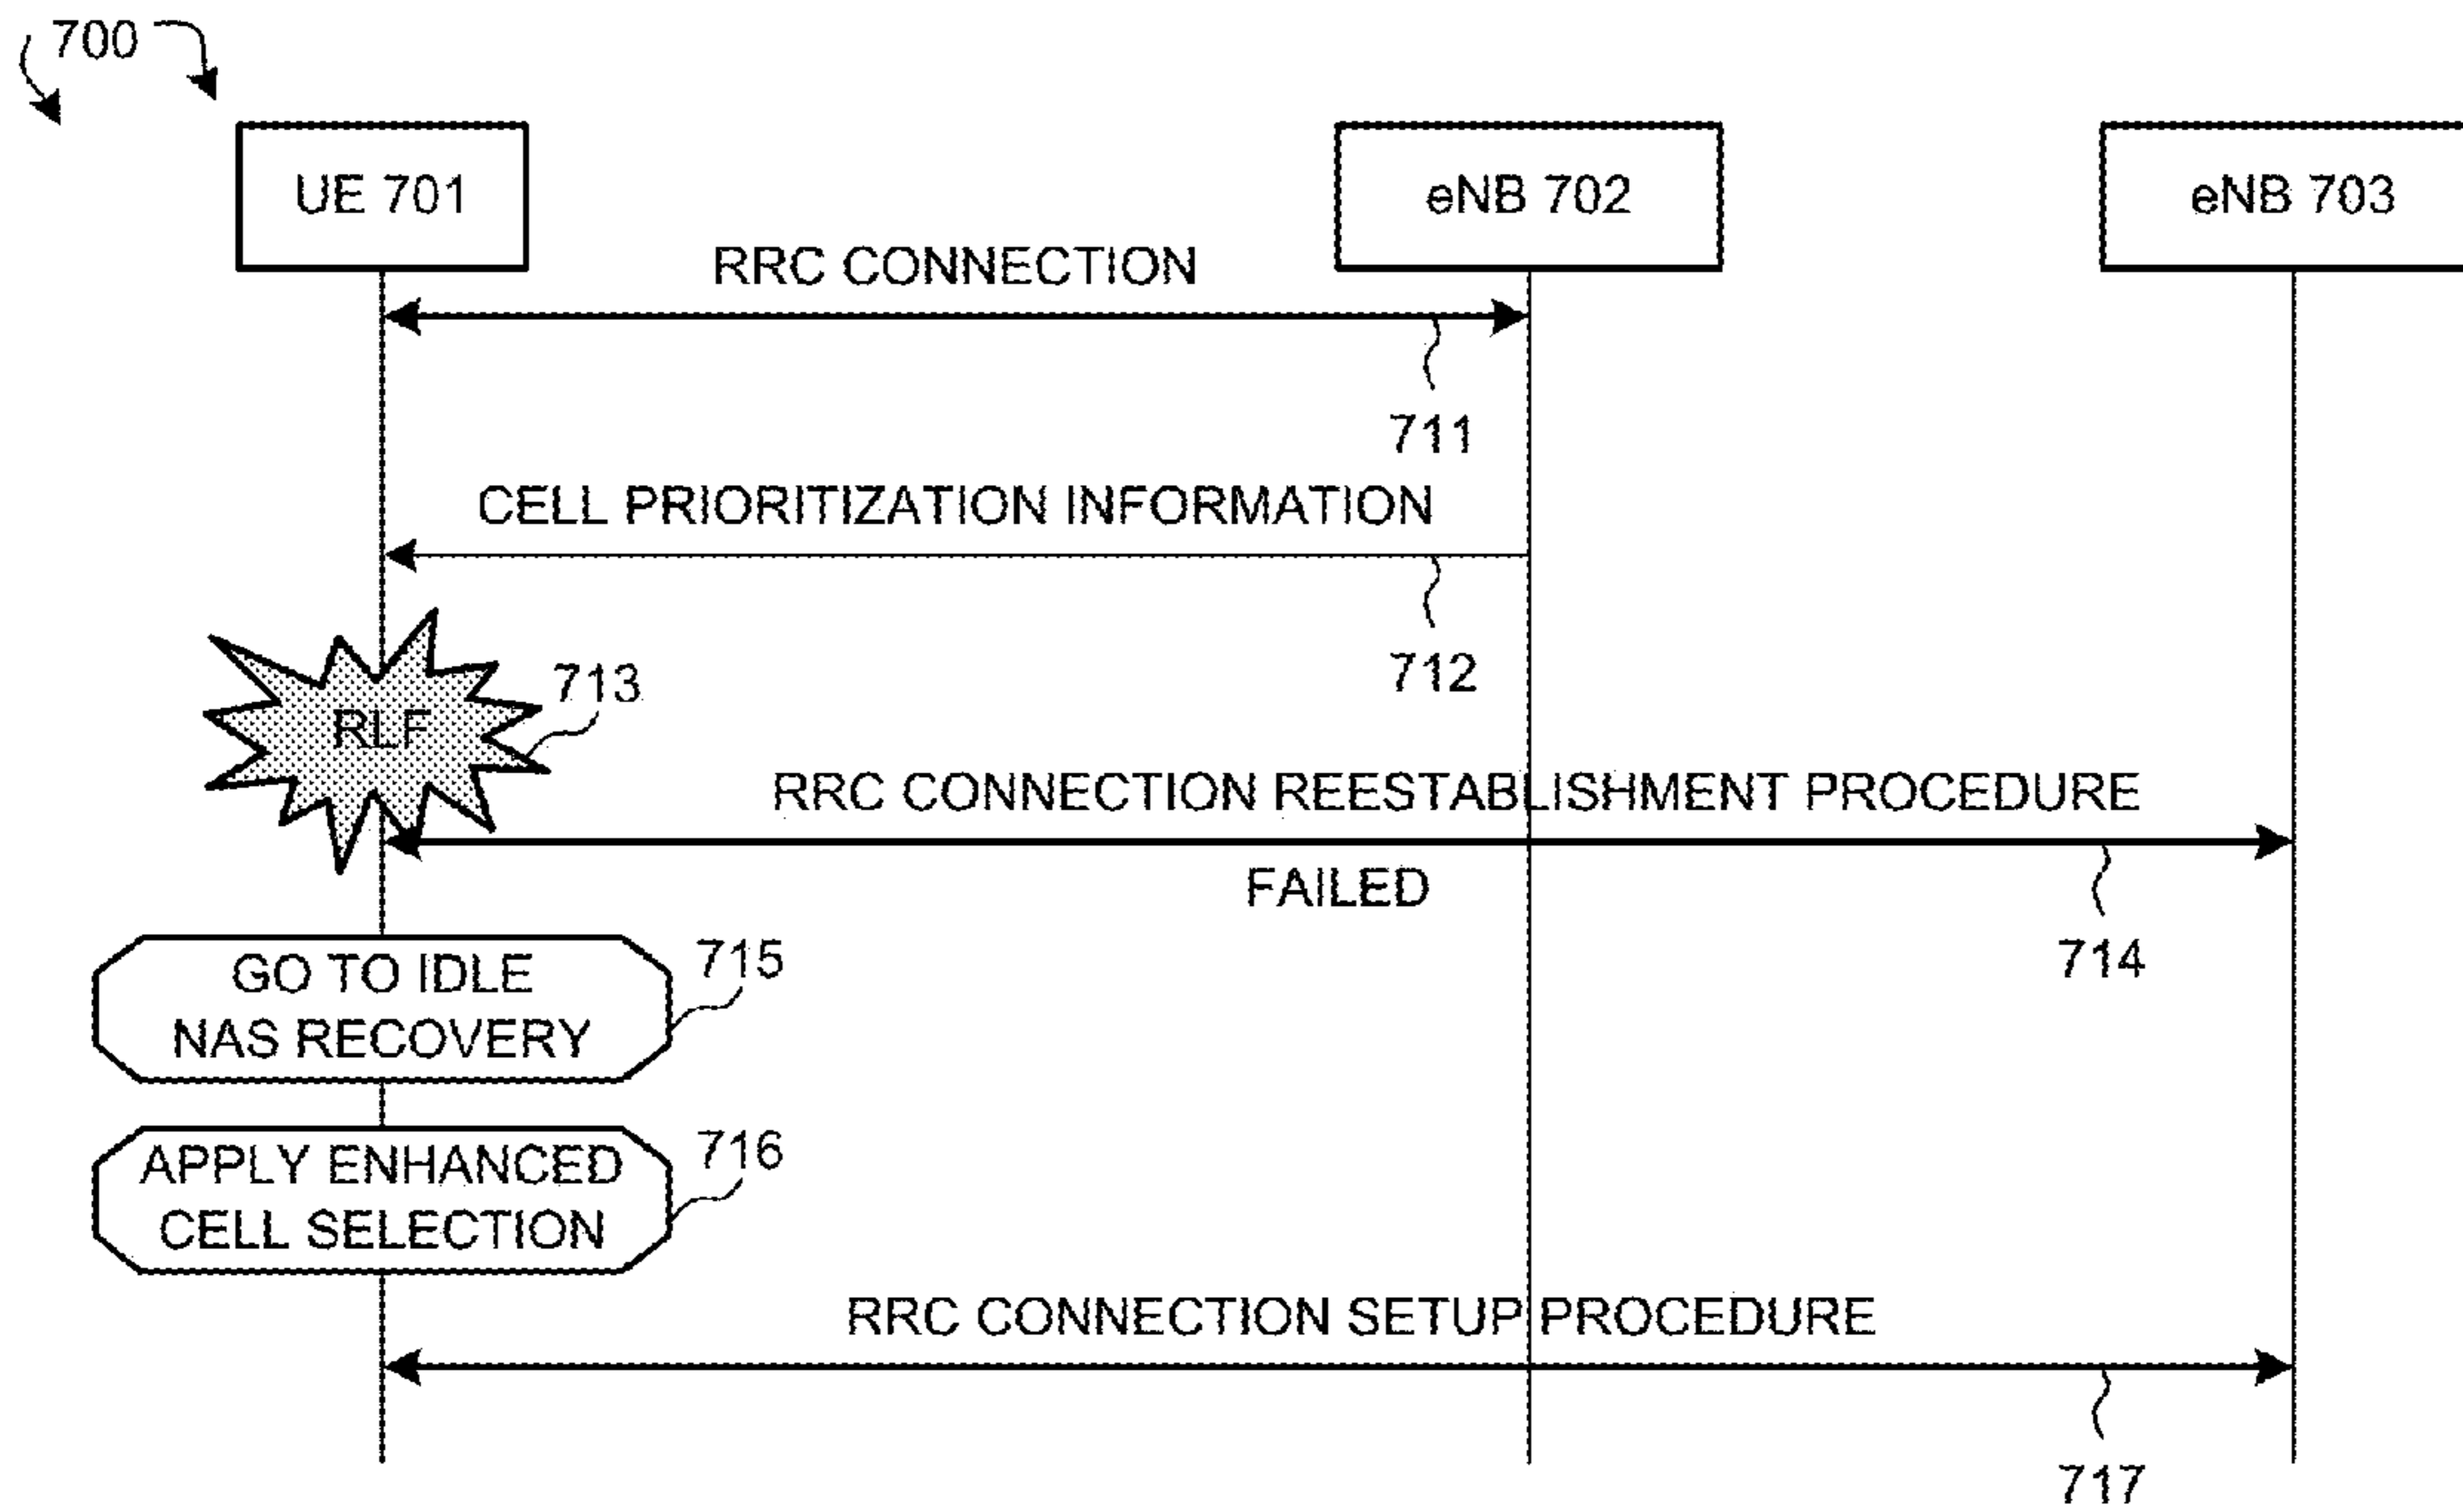 700
UE 701
eNB 702
eNB 703
RRC CONNECTION
711
CELL PRIORITIZATION INFORMATION
712
RLF
713
RRC CONNECTION REESTABLISHMENT PROCEDURE
FAILED
714
GO TO IDLE
NAS RECOVERY
715
APPLY ENHANCED
CELL SELECTION
716
RRC CONNECTION SETUP PROCEDURE
717